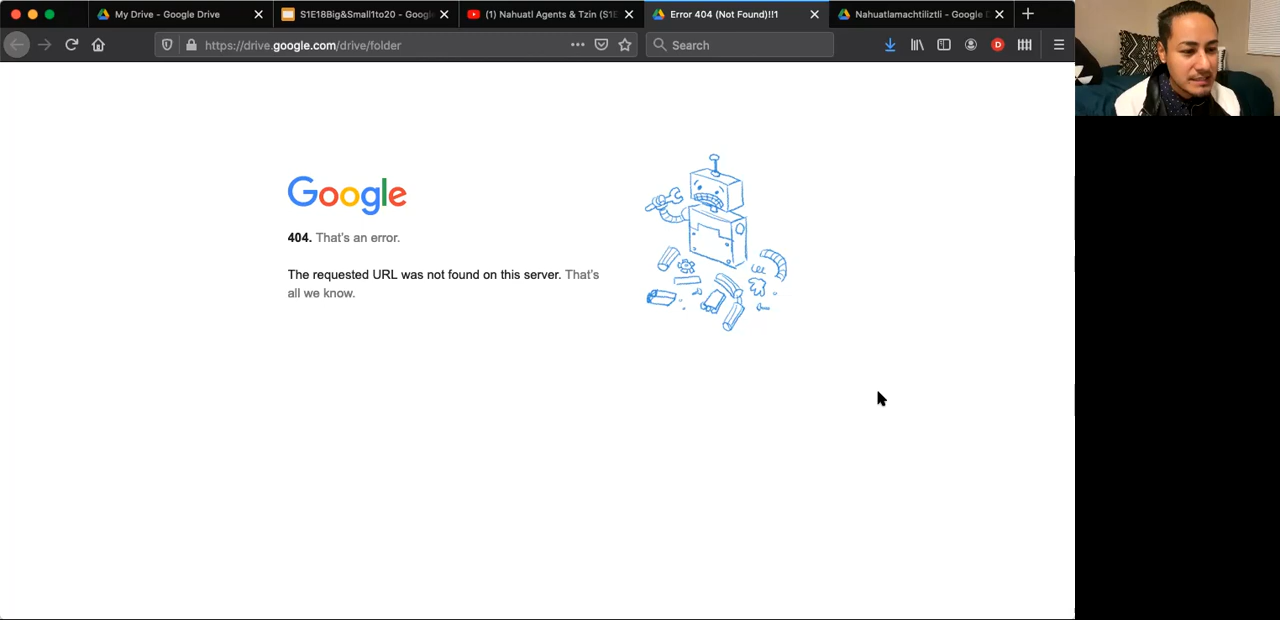 My Drive - Google Drive
S1E18Big&Small1to20 - Google
(1) Nahuatl Agents & Tzin (S1E
Error 404 (Not Found)!!1
Nahuatlamachtiliztli - Google D
https://drive.google.com/drive/folder
Search
D
Google
404. That's an error.
The requested URL was not found on this server. That's
all we know.